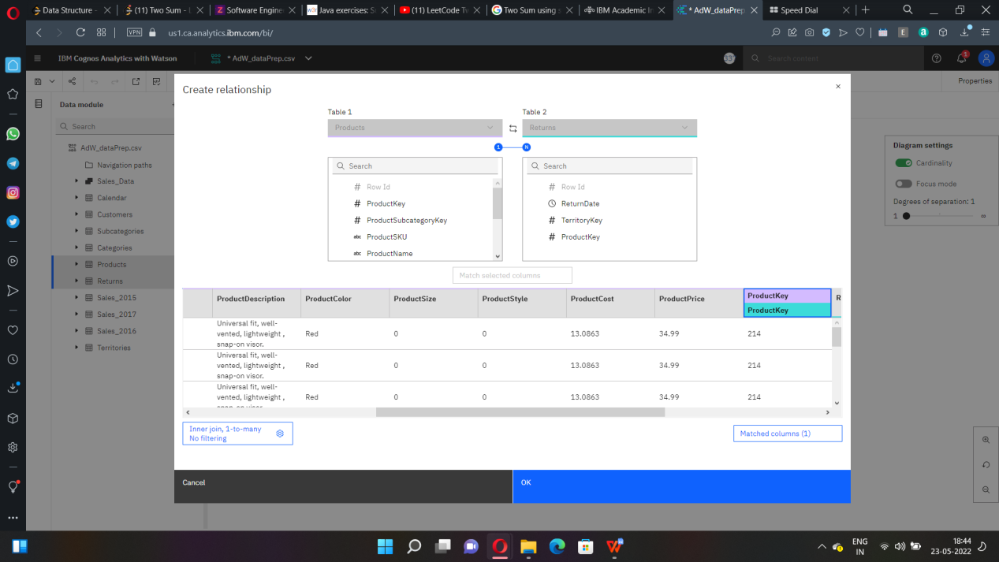 Data Structure -
(11) Two Sum - L
Software Engine
Java exercises: S
(11) LeetCode Tw
Two Sum using s
IBM Academic In
* AdW_dataPrep
Speed Dial
VPN
us1.ca.analytics.ibm.com/bi/
IBM Cognos Analytics with Watson
* AdW_dataPrep.csv
Search content
1
Properties
Data module
Search
AdW_dataPrep.csv
Navigation paths
Sales_Data
Calendar
Customers
Subcategories
Categories
Products
Returns
Sales_2015
Sales_2017
Sales_2016
Territories
Create relationship
Table 1
Table 2
Products
Returns
1
N
Search
Search
# Row Id
# ProductKey
# ProductSubcategoryKey
abc ProductSKU
abc ProductName
# Row Id
ReturnDate
# TerritoryKey
# ProductKey
Match selected columns
ProductDescription ProductColor ProductSize ProductStyle ProductCost ProductPrice ProductKey R
ProductKey
Universal fit, well-
vented, lightweight ,
snap-on visor.
Red 0 0 13.0863 34.99 214
Universal fit, well-
vented, lightweight ,
snap-on visor.
Red 0 0 13.0863 34.99 214
Universal fit, well-
vented, lightweight ,
snap-on visor.
Red 0 0 13.0863 34.99 214
Inner join, 1-to-many
No filtering
Matched columns (1)
Cancel
OK
Diagram settings
Cardinality
Focus mode
Degrees of separation: 1
1 ∞
ENG
IN
18:44
23-05-2022